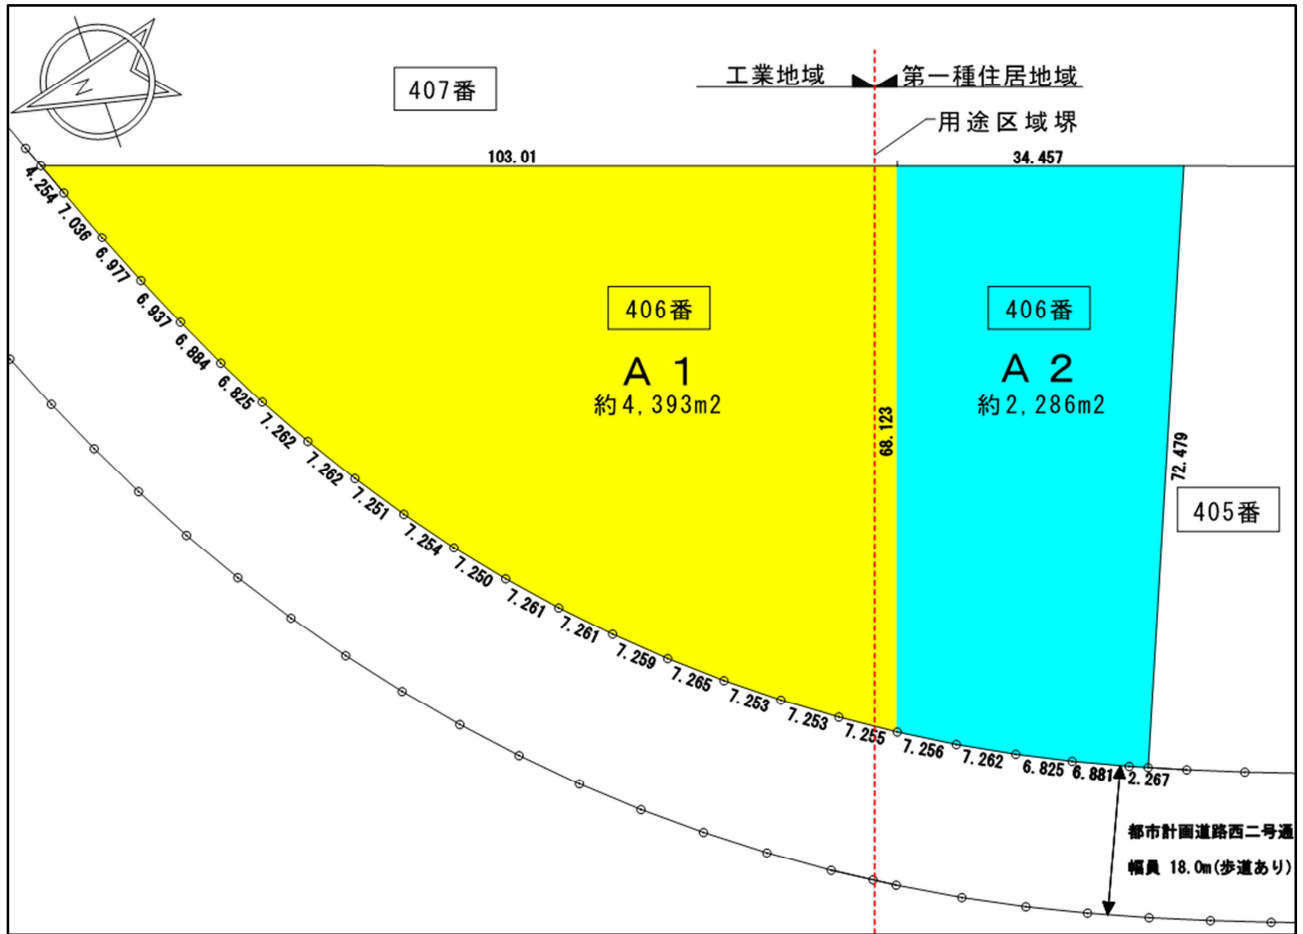 N
407番
工業地域
第一種住居地域
用途区域堺
103.01
34.457
4.254
7.036
6.977
6.937
6.884
6.825
7.262
7.262
7.251
7.254
7.250
7.261
7.261
7.259
7.265
7.253
7.253
7.255
7.256
7.262
6.825
6.881
2.267
406番
A 1
約4,393m2
68.123
406番
A 2
約2,286m2
72.479
405番
都市計画道路西二号通
幅員 18.0m(歩道あり)